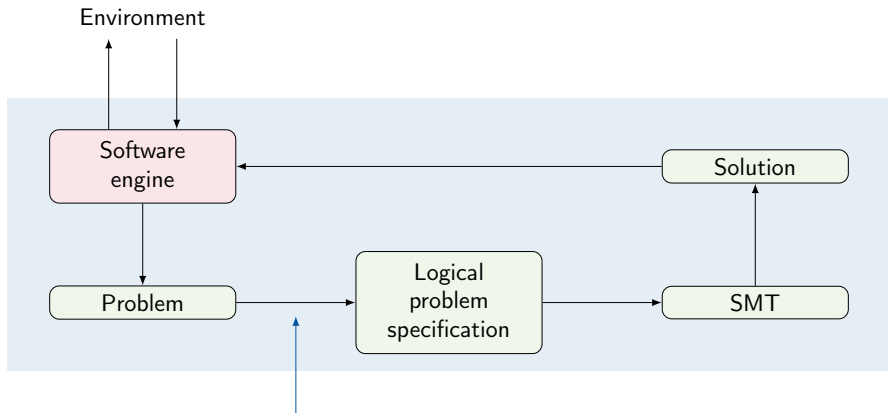 Environment
Software
engine
Solution
Problem
Logical
problem
specification
SMT